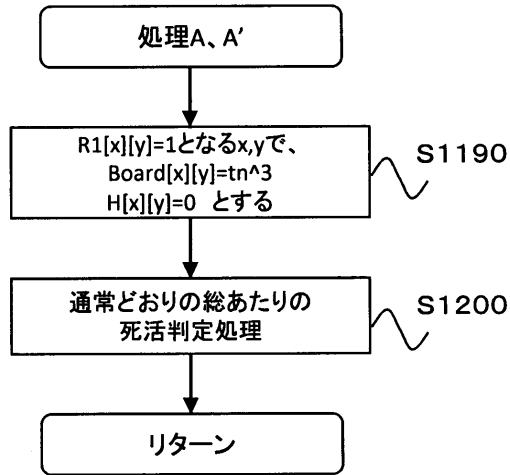 処理A、A’
R1[x][y]=1となるx,yで、
Board[x][y]=tn^3
H[x][y]=0 とする
S1190
通常どおりの総あたりの
死活判定処理
S1200
リターン